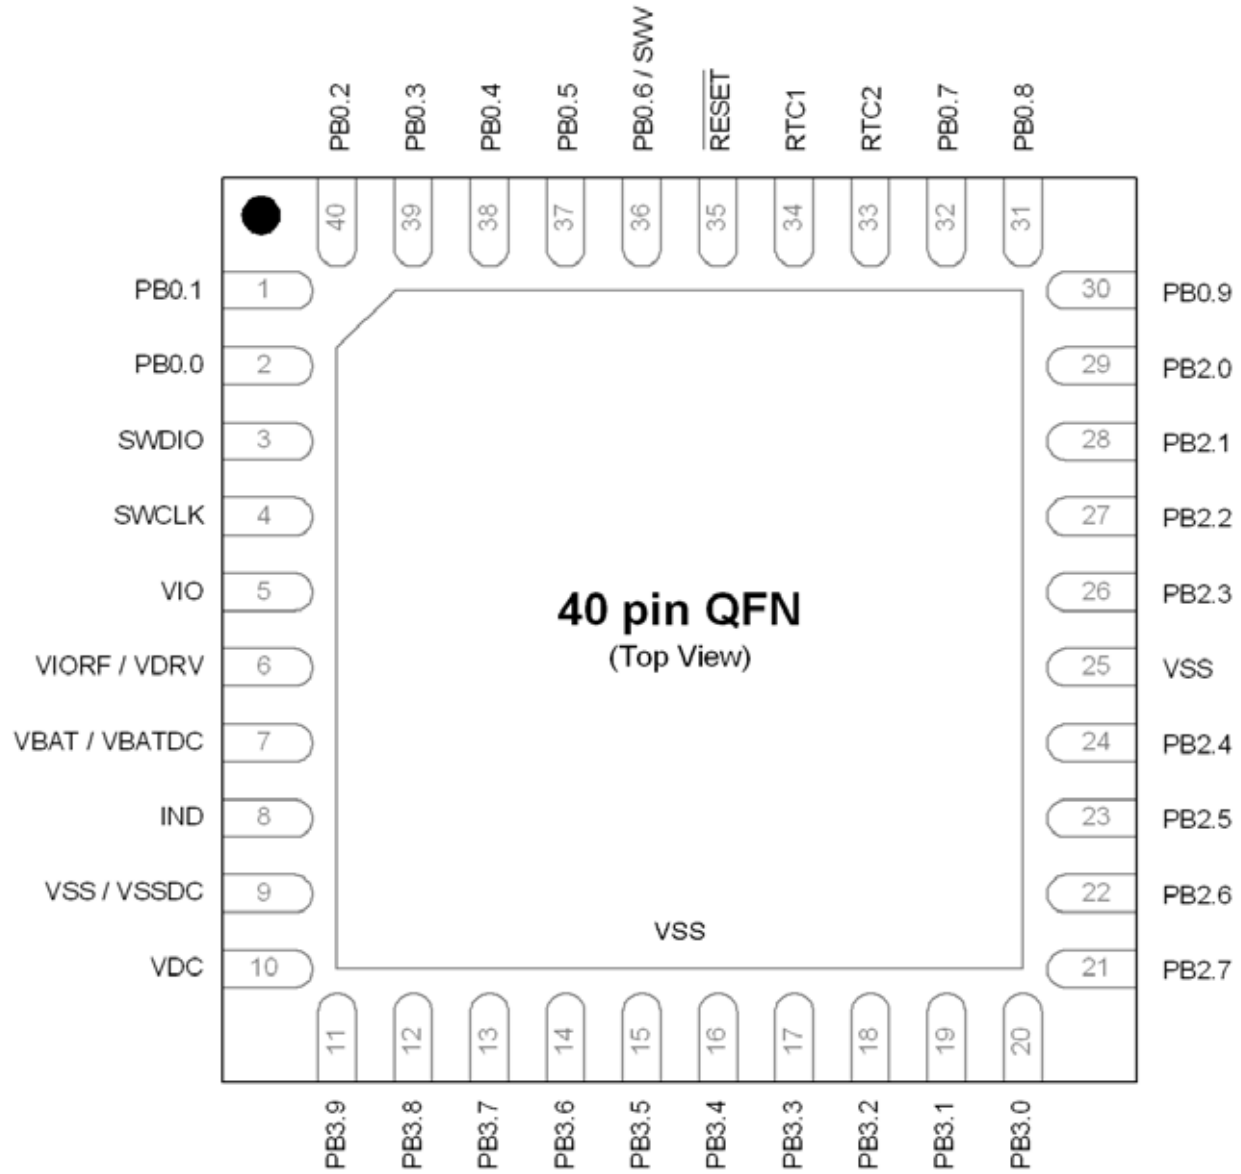 PB0.2
PB0.3
PB0.4
PB0.5
PB0.6 / SWV
RESET
RTC1
RTC2
PB0.7
PB0.8
40
39
38
37
36
35
34
33
32
31
PB0.1 1
PB0.0 2
SWDIO 3
SWCLK 4
VIO 5
VIORF / VDRV 6
VBAT / VBATDC 7
IND 8
VSS / VSSDC 9
VDC 10
30 PB0.9
29 PB2.0
28 PB2.1
27 PB2.2
26 PB2.3
25 VSS
24 PB2.4
23 PB2.5
22 PB2.6
21 PB2.7
40 pin QFN
(Top View)
VSS
11
12
13
14
15
16
17
18
19
20
PB3.9
PB3.8
PB3.7
PB3.6
PB3.5
PB3.4
PB3.3
PB3.2
PB3.1
PB3.0